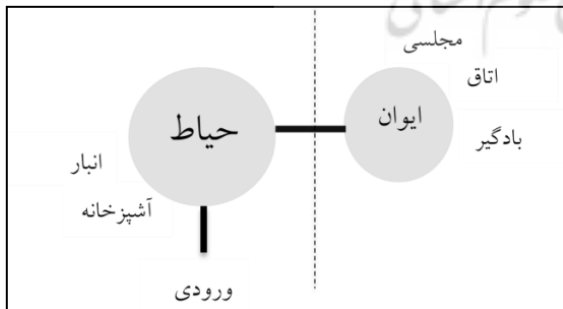 مجلسی
اتاق
ایوان
بادگیر
حیاط
انبار
آشپزخانه
ورودی